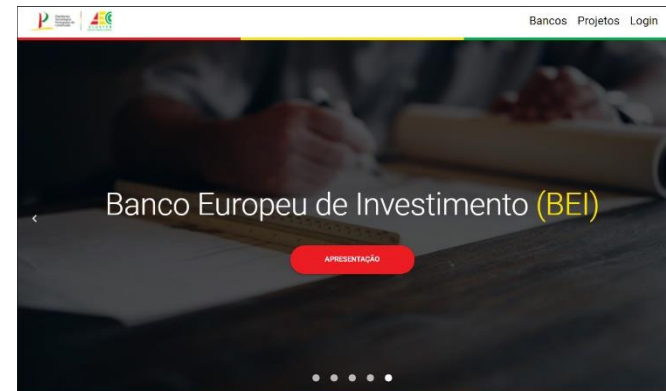 Bancos Projetos Login
Banco Europeu de Investimento (BEI)
APRESENTAÇÃO